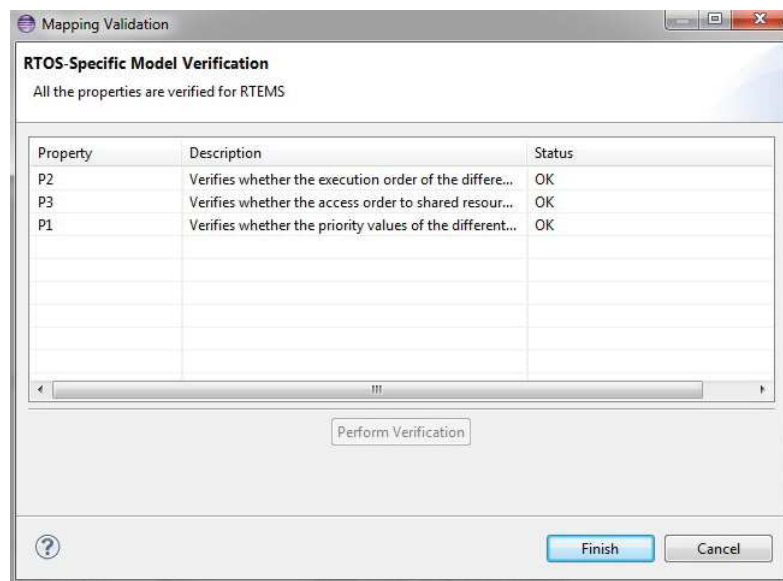 Mapping Validation
RTOS-Specific Model Verification
All the properties are verified for RTEMS
Property Description Status
P2 Verifies whether the execution order of the differe... OK
P3 Verifies whether the access order to shared resour... OK
P1 Verifies whether the priority values of the different... OK
Perform Verification
Finish Cancel